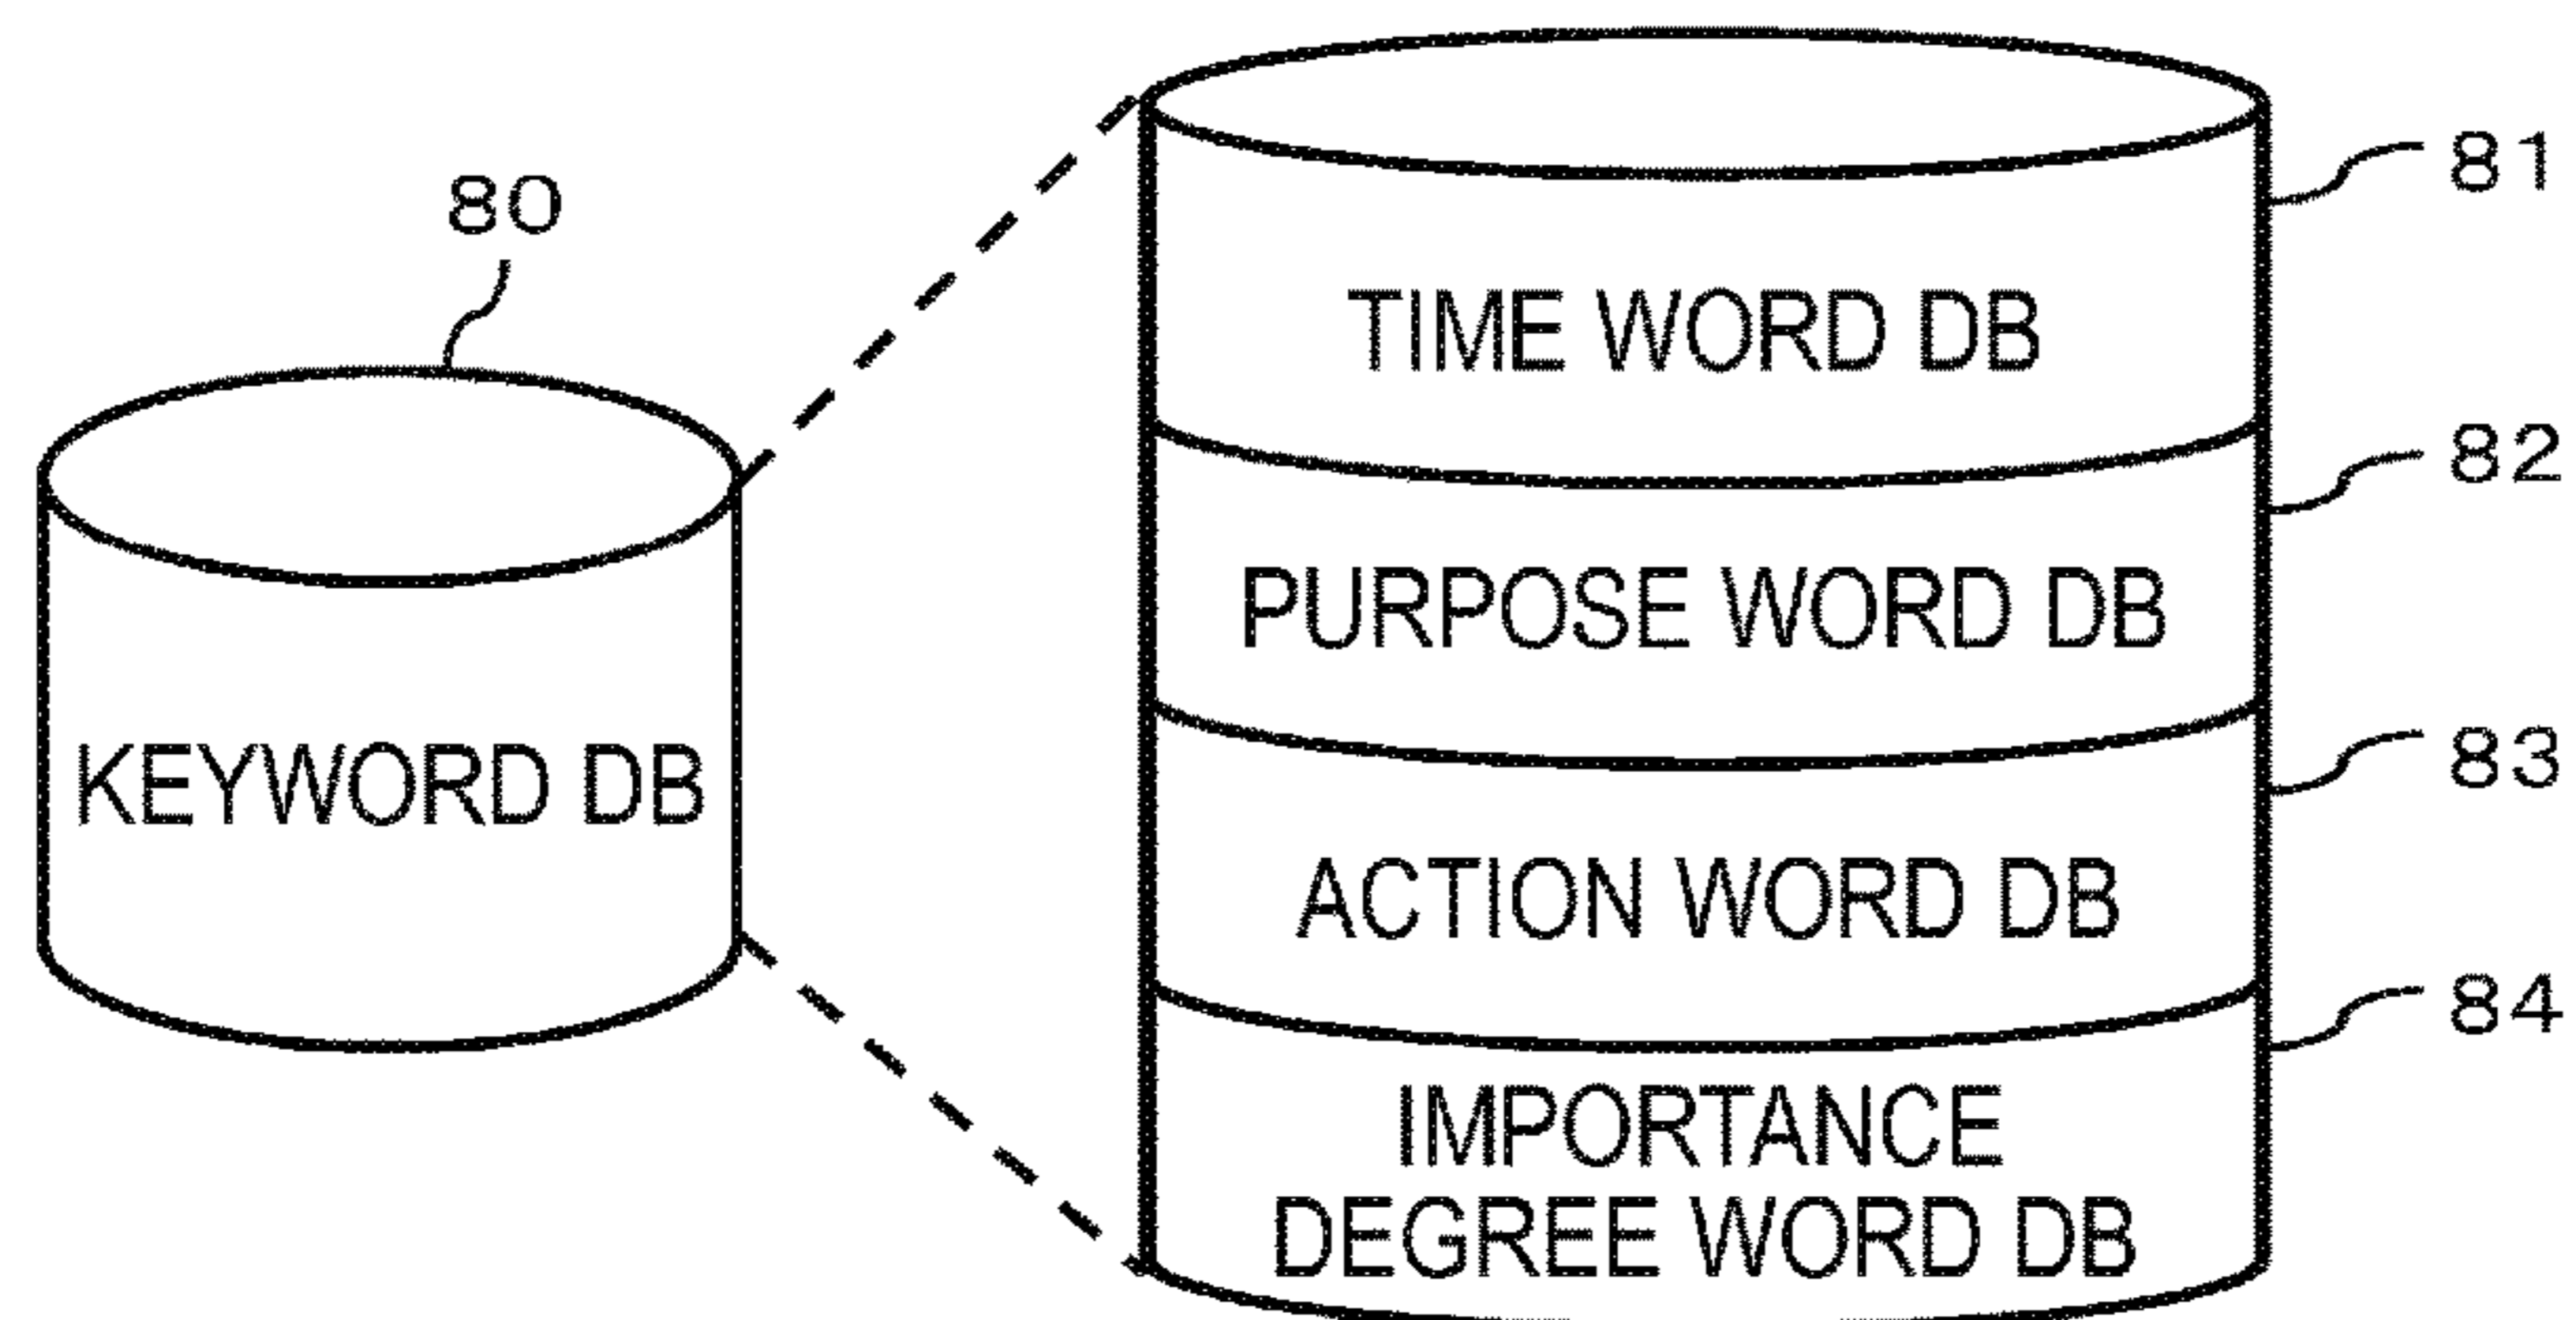 80
KEYWORD DB
81
TIME WORD DB
82
PURPOSE WORD DB
83
ACTION WORD DB
84
IMPORTANCE
DEGREE WORD DB